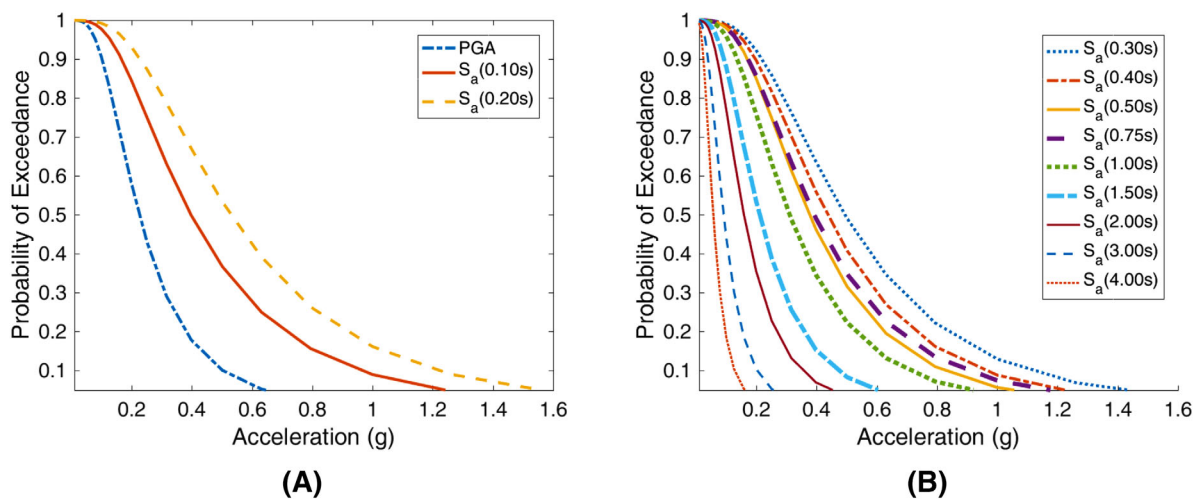 1
0.9
0.8
0.7
0.6
0.5
0.4
0.3
0.2
0.1
Probability of Exceedance
0.2 0.4 0.6 0.8 1 1.2 1.4 1.6
Acceleration (g)
PGA
Sa(0.10s)
Sa(0.20s)
(A)
1
0.9
0.8
0.7
0.6
0.5
0.4
0.3
0.2
0.1
Probability of Exceedance
0.2 0.4 0.6 0.8 1 1.2 1.4 1.6
Acceleration (g)
Sa(0.30s)
Sa(0.40s)
Sa(0.50s)
Sa(0.75s)
Sa(1.00s)
Sa(1.50s)
Sa(2.00s)
Sa(3.00s)
Sa(4.00s)
(B)